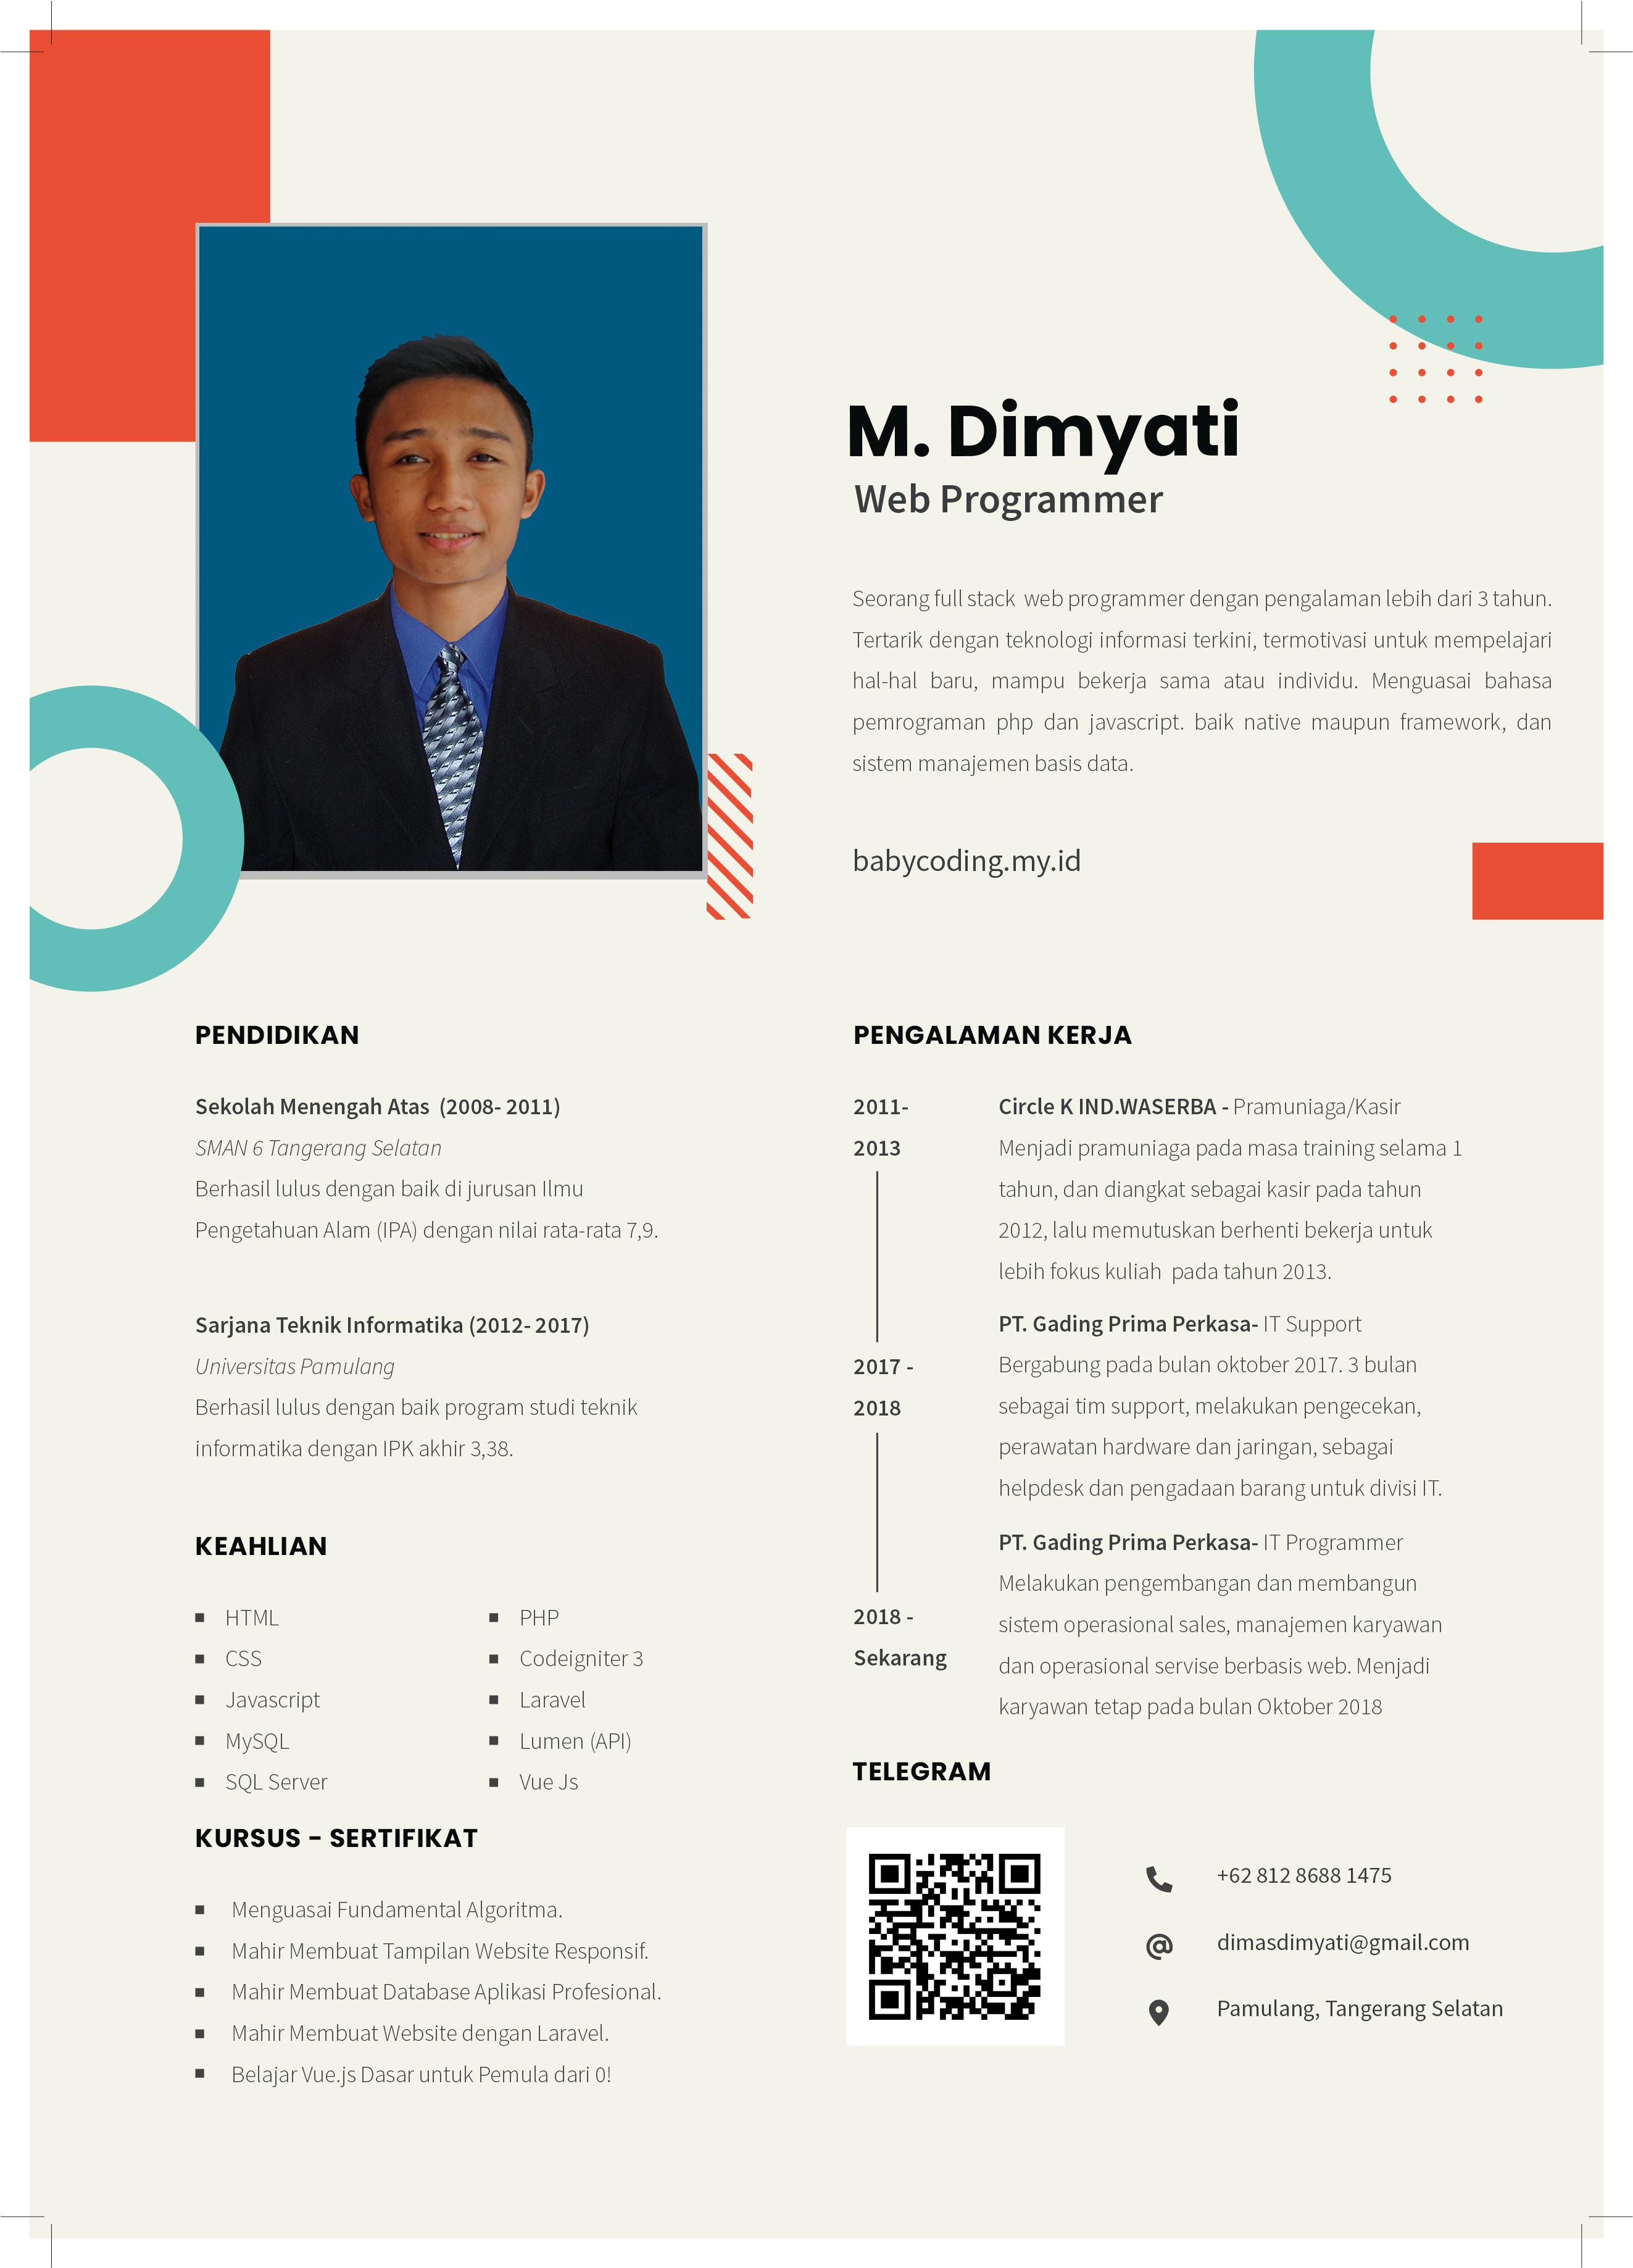 M. Dimyati
Web Programmer
Seorang full stack  web programmer dengan pengalaman lebih dari 3 tahun.
Tertarik dengan teknologi informasi terkini, termotivasi untuk mempelajari
hal-hal baru, mampu bekerja sama atau individu. Menguasai bahasa
pemrograman php dan javascript. baik native maupun framework, dan
sistem manajemen basis data.
babycoding.my.id
PENDIDIKAN
Sekolah Menengah Atas  (2008- 2011)
SMAN 6 Tangerang Selatan
Berhasil lulus dengan baik di jurusan Ilmu
Pengetahuan Alam (IPA) dengan nilai rata-rata 7,9.
Sarjana Teknik Informatika (2012- 2017)
Universitas Pamulang
Berhasil lulus dengan baik program studi teknik
informatika dengan IPK akhir 3,38.
KEAHLIAN
HTML
CSS
Javascript
MySQL
SQL Server
PHP
Codeigniter 3
Laravel
Lumen (API)
Vue Js
KURSUS - SERTIFIKAT
Menguasai Fundamental Algoritma.
Mahir Membuat Tampilan Website Responsif.
Mahir Membuat Database Aplikasi Profesional.
Mahir Membuat Website dengan Laravel.
Belajar Vue.js Dasar untuk Pemula dari 0!
PENGALAMAN KERJA
2011-
2013
Circle K IND.WASERBA - Pramuniaga/Kasir
Menjadi pramuniaga pada masa training selama 1
tahun, dan diangkat sebagai kasir pada tahun
2012, lalu memutuskan berhenti bekerja untuk
lebih fokus kuliah  pada tahun 2013.
2017 -
2018
PT. Gading Prima Perkasa- IT Support
Bergabung pada bulan oktober 2017. 3 bulan
sebagai tim support, melakukan pengecekan,
perawatan hardware dan jaringan, sebagai
helpdesk dan pengadaan barang untuk divisi IT.
2018 -
Sekarang
PT. Gading Prima Perkasa- IT Programmer
Melakukan pengembangan dan membangun
sistem operasional sales, manajemen karyawan
dan operasional servise berbasis web. Menjadi
karyawan tetap pada bulan Oktober 2018
TELEGRAM
+62 812 8688 1475
dimasdimyati@gmail.com
Pamulang, Tangerang Selatan